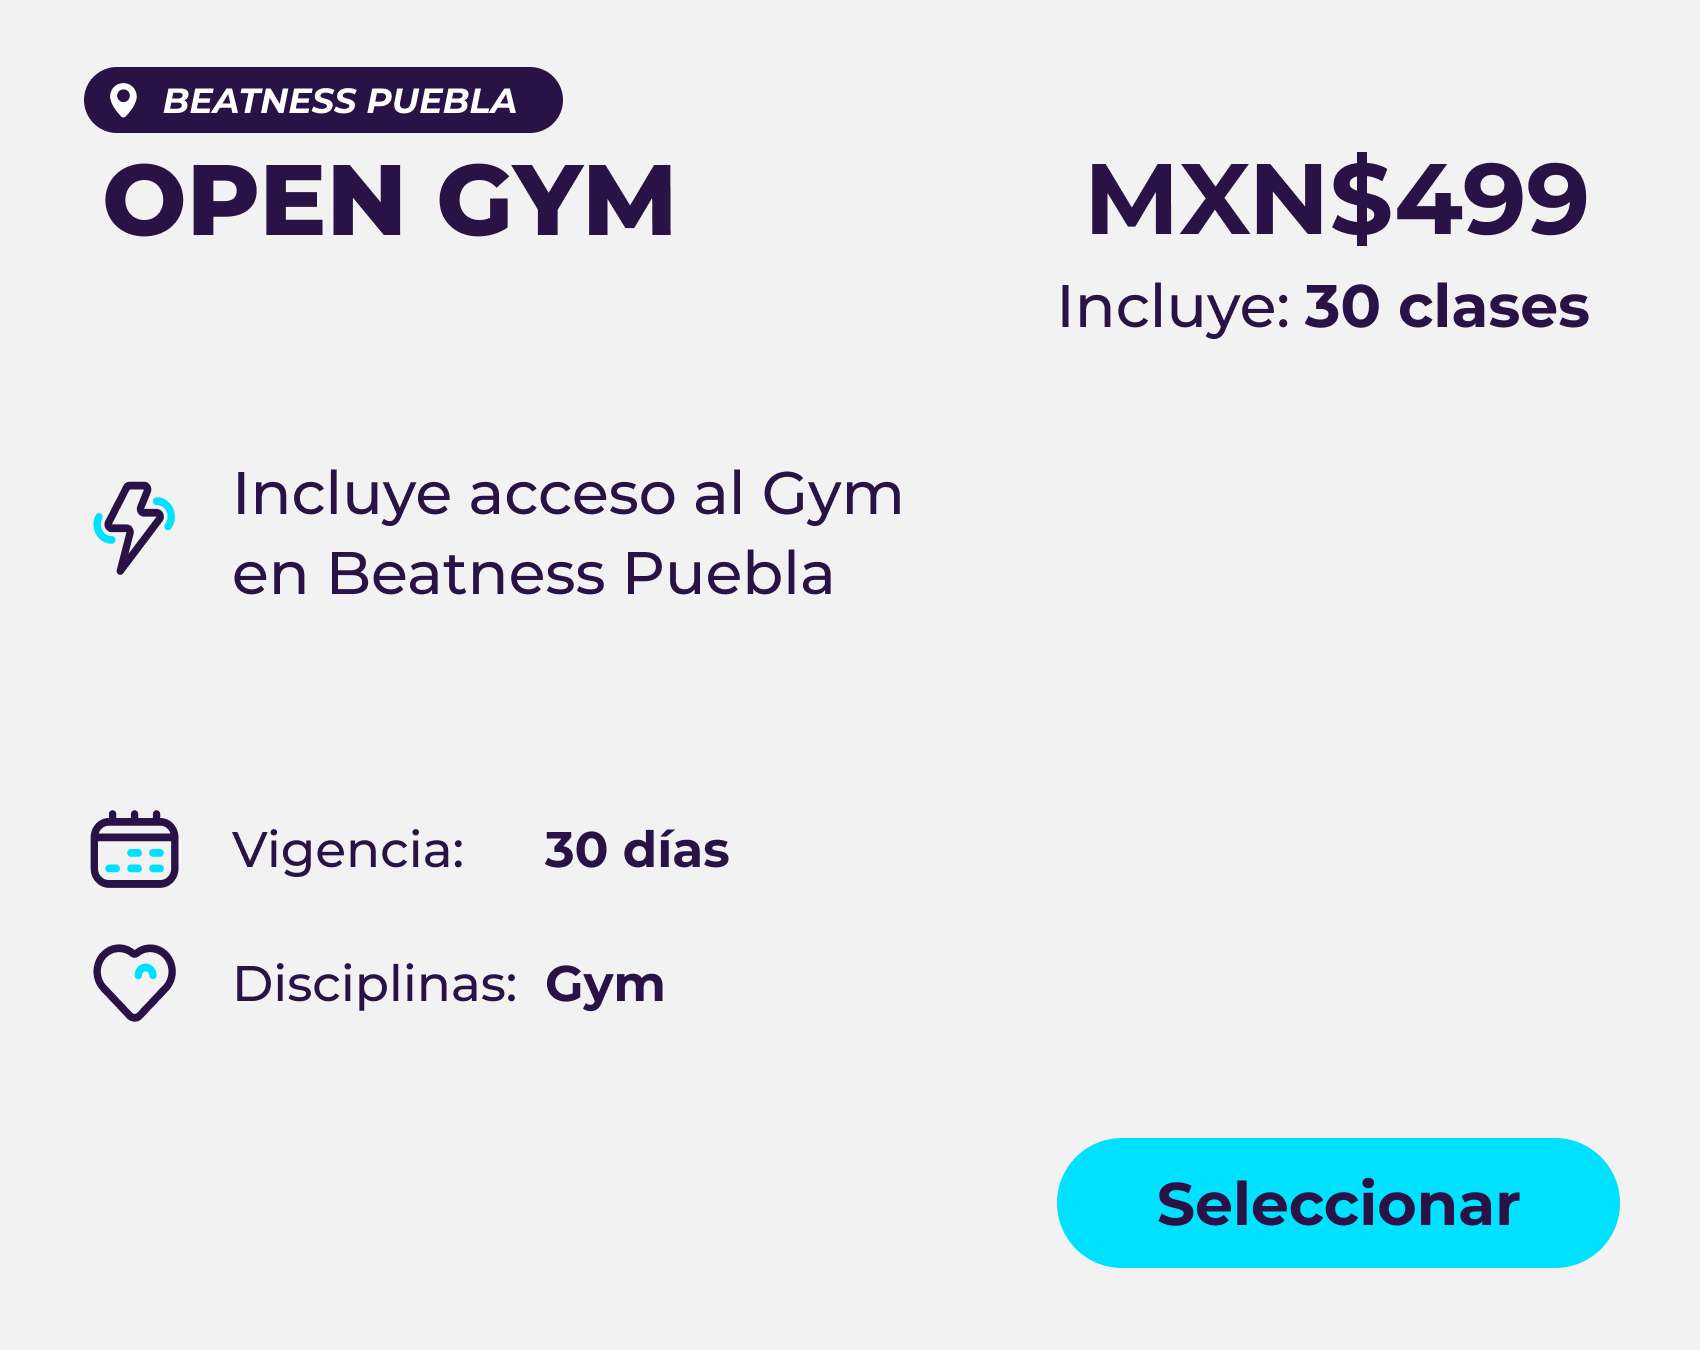 BEATNESS PUEBLA
OPEN GYM
MXN$499
Incluye: 30 clases
Incluye acceso al Gym
en Beatness Puebla
Vigencia: 30 días
Disciplinas: Gym
Seleccionar